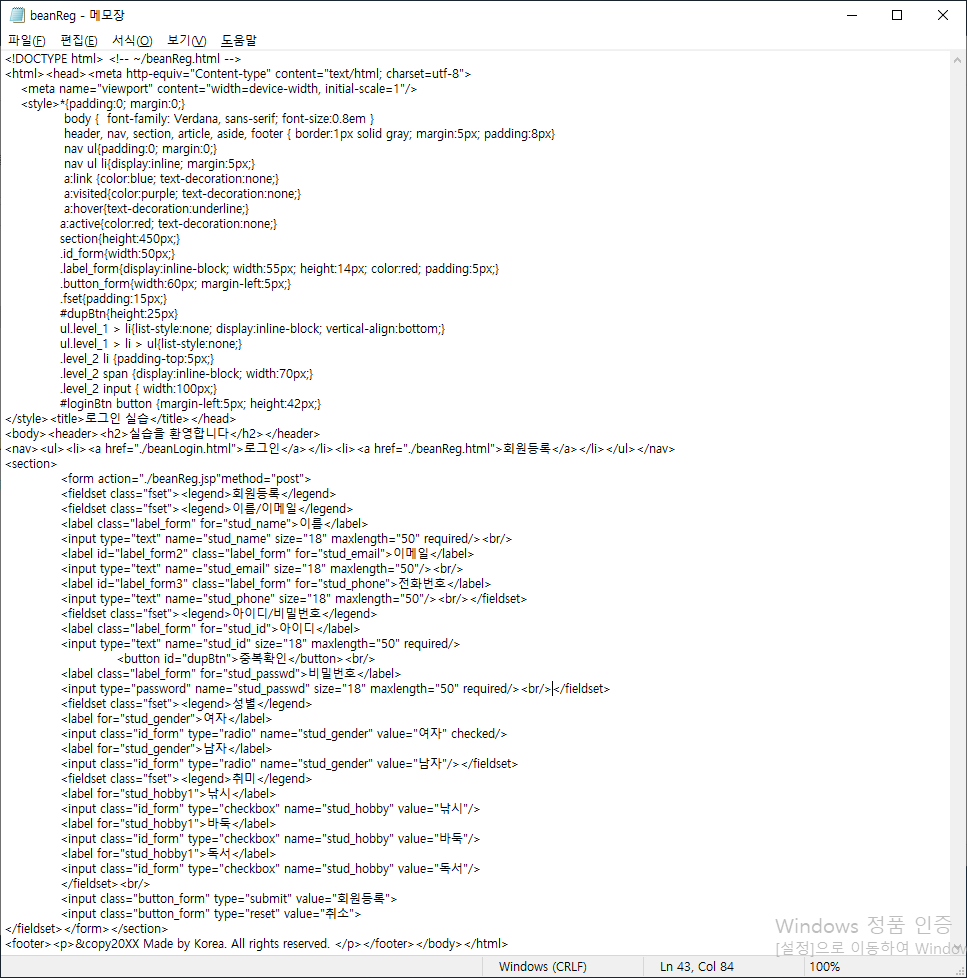 beanReg - 메모장
파일(F) 편집(E) 서식(O) 보기(V) 도움말
<!DOCTYPE html> <!-- ~/beanReg.html -->
<html><head><meta http-equiv="Content-type" content="text/html; charset=utf-8">
<meta name="viewport" content="width=device-width, initial-scale=1"/>
<style>*{padding:0; margin:0;}
body {  font-family: Verdana, sans-serif; font-size:0.8em }
header, nav, section, article, aside, footer { border:1px solid gray; margin:5px; padding:8px}
nav ul{padding:0; margin:0;}
nav ul li{display:inline; margin:5px;}
a:link {color:blue; text-decoration:none;}
a:visited{color:purple; text-decoration:none;}
a:hover{text-decoration:underline;}
a:active{color:red; text-decoration:none;}
section{height:450px;}
.id_form{width:50px;}
.label_form{display:inline-block; width:55px; height:14px; color:red; padding:5px;}
.button_form{width:60px; margin-left:5px;}
.fset{padding:15px;}
#dupBtn{height:25px}
ul.level_1 > li{list-style:none; display:inline-block; vertical-align:bottom;}
ul.level_1 > li > ul{list-style:none;}
.level_2 li {padding-top:5px;}
.level_2 span {display:inline-block; width:70px;}
.level_2 input { width:100px;}
#loginBtn button {margin-left:5px; height:42px;}
</style><title>로그인 실습</title></head>
<body><header><h2>실습을 환영합니다</h2></header>
<nav><ul><li><a href="./beanLogin.html">로그인</a></li><li><a href="./beanReg.html">회원등록</a></li></ul></nav>
<section>
<form action="./beanReg.jsp"method="post">
<fieldset class="fset"><legend>회원등록</legend>
<fieldset class="fset"><legend>이름/이메일</legend>
<label class="label_form" for="stud_name">이름</label>
<input type="text" name="stud_name" size="18" maxlength="50" required/><br/>
<label id="label_form2" class="label_form" for="stud_email">이메일</label>
<input type="text" name="stud_email" size="18" maxlength="50"/><br/>
<label id="label_form3" class="label_form" for="stud_phone">전화번호</label>
<input type="text" name="stud_phone" size="18" maxlength="50"/><br/></fieldset>
<fieldset class="fset"><legend>아이디/비밀번호</legend>
<label class="label_form" for="stud_id">아이디</label>
<input type="text" name="stud_id" size="18" maxlength="50" required/>
<button id="dupBtn">중복확인</button><br/>
<label class="label_form" for="stud_passwd">비밀번호</label>
<input type="password" name="stud_passwd" size="18" maxlength="50" required/><br/></fieldset>
<fieldset class="fset"><legend>성별</legend>
<label for="stud_gender">여자</label>
<input class="id_form" type="radio" name="stud_gender" value="여자" checked/>
<label for="stud_gender">남자</label>
<input class="id_form" type="radio" name="stud_gender" value="남자"/></fieldset>
<fieldset class="fset"><legend>취미</legend>
<label for="stud_hobby1">낚시</label>
<input class="id_form" type="checkbox" name="stud_hobby" value="낚시"/>
<label for="stud_hobby1">바둑</label>
<input class="id_form" type="checkbox" name="stud_hobby" value="바둑"/>
<label for="stud_hobby1">독서</label>
<input class="id_form" type="checkbox" name="stud_hobby" value="독서"/>
</fieldset><br/>
<input class="button_form" type="submit" value="회원등록">
<input class="button_form" type="reset" value="취소">
</fieldset></form></section>
<footer><p>&copy20XX Made by Korea. All rights reserved. </p></footer></body></html>
Windows 정품 인증
[설정]으로 이동하여 Window
Windows (CRLF) Ln 43, Col 84 100%